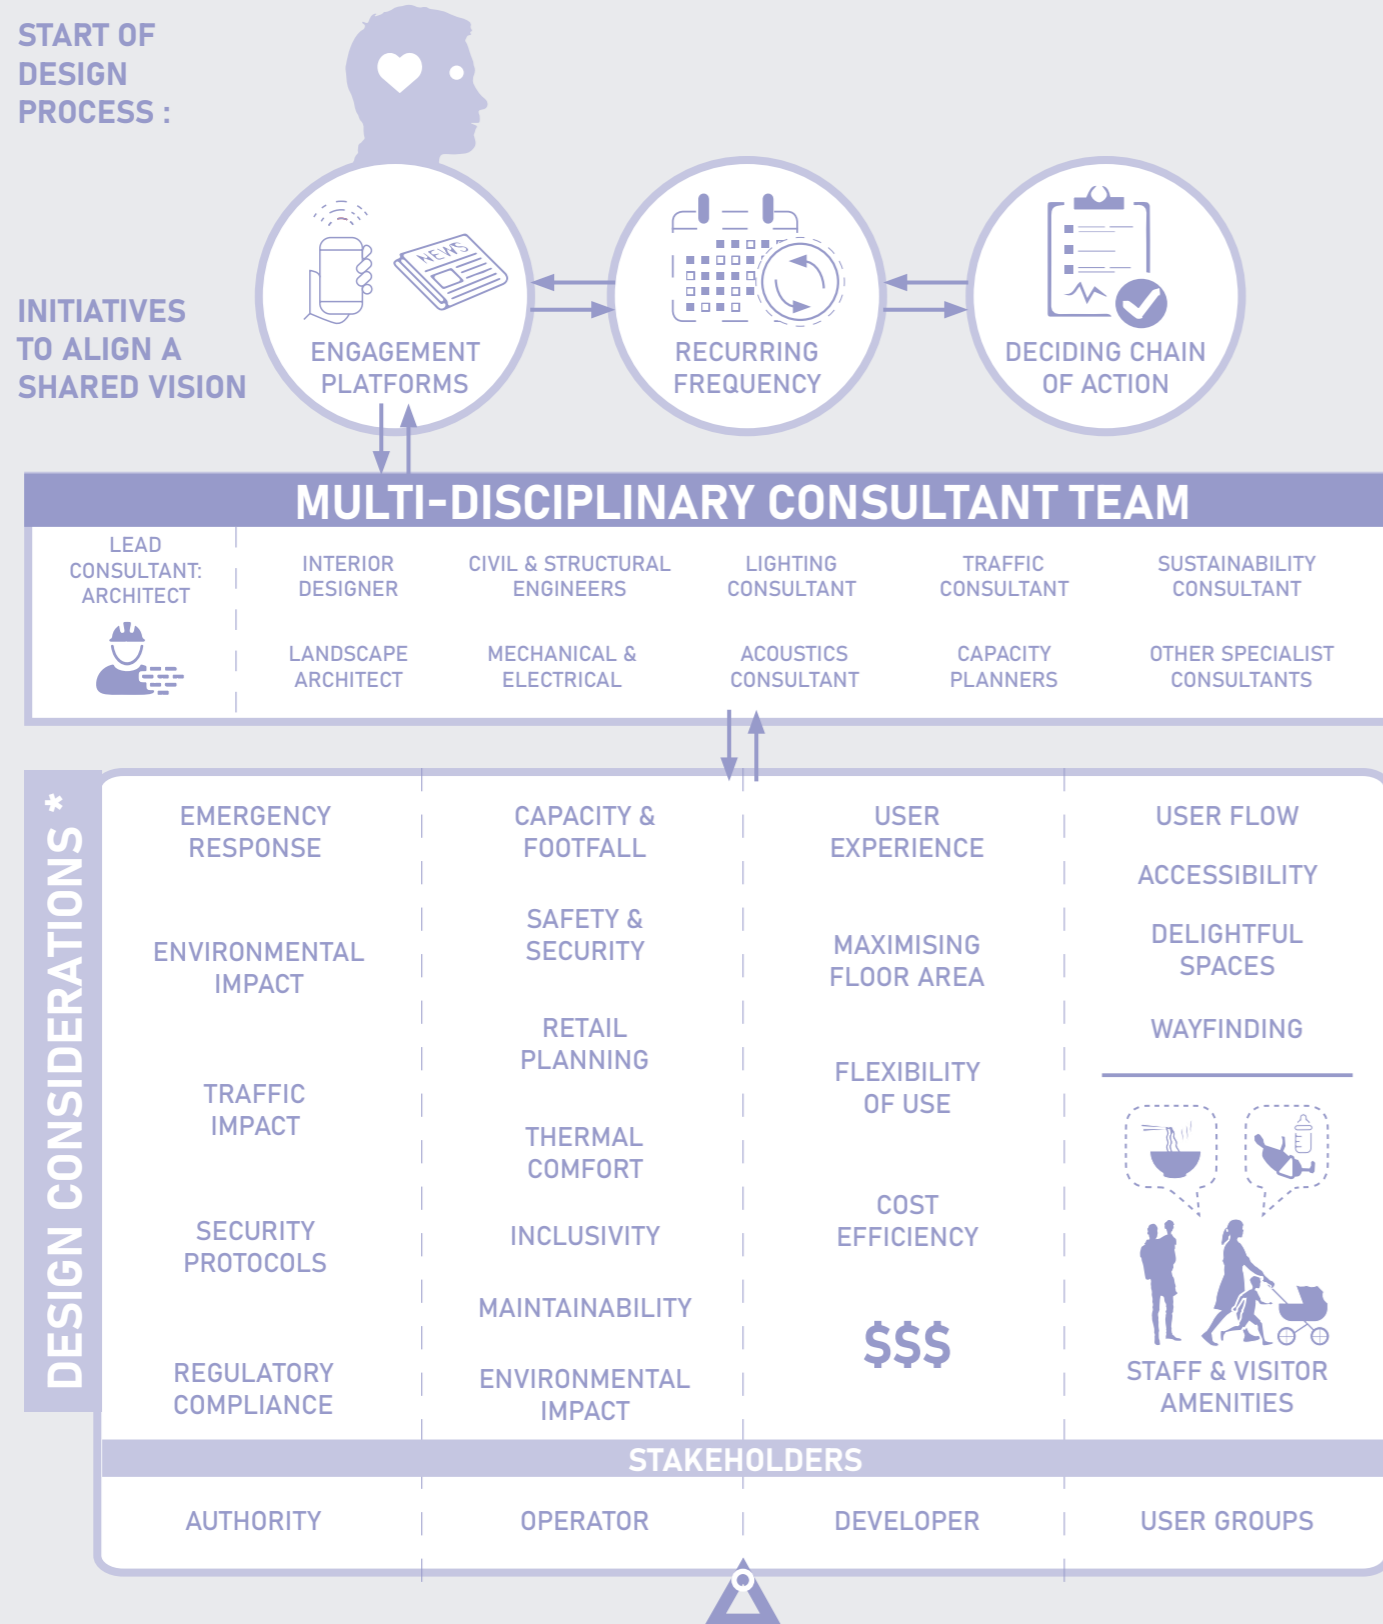 START OF
DESIGN
PROCESS :
INITIATIVES
TO ALIGN A
SHARED VISION
NEWS
ENGAGEMENT
PLATFORMS
RECURRING
FREQUENCY
DECIDING CHAIN
OF ACTION
MULTI-DISCIPLINARY CONSULTANT TEAM
LEAD
CONSULTANT:
ARCHITECT
INTERIOR
DESIGNER
CIVIL & STRUCTURAL
ENGINEERS
LIGHTING
CONSULTANT
TRAFFIC
CONSULTANT
SUSTAINABILITY
CONSULTANT
LANDSCAPE
ARCHITECT
MECHANICAL &
ELECTRICAL
ACOUSTICS
CONSULTANT
CAPACITY
PLANNERS
OTHER SPECIALIST
CONSULTANTS
DESIGN CONSIDERATIONS *
EMERGENCY
RESPONSE
ENVIRONMENTAL
IMPACT
TRAFFIC
IMPACT
SECURITY
PROTOCOLS
REGULATORY
COMPLIANCE
CAPACITY &
FOOTFALL
SAFETY &
SECURITY
RETAIL
PLANNING
THERMAL
COMFORT
INCLUSIVITY
MAINTAINABILITY
ENVIRONMENTAL
IMPACT
USER
EXPERIENCE
MAXIMISING
FLOOR AREA
FLEXIBILITY
OF USE
COST
EFFICIENCY
$$$
USER FLOW
ACCESSIBILITY
DELIGHTFUL
SPACES
WAYFINDING
STAFF & VISITOR
AMENITIES
STAKEHOLDERS
AUTHORITY
OPERATOR
DEVELOPER
USER GROUPS